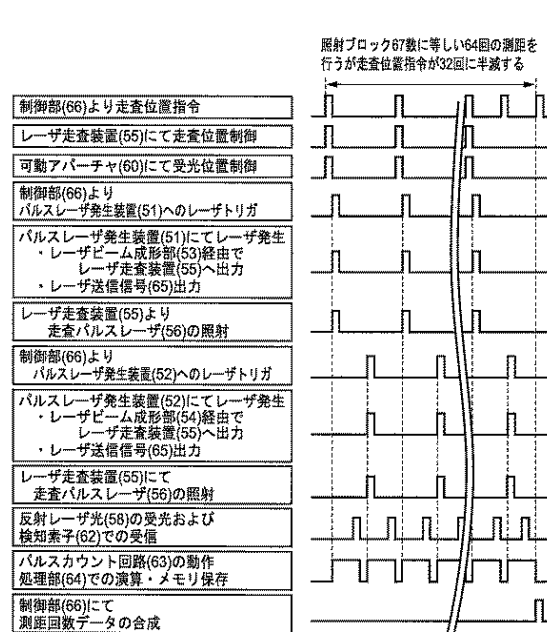 照射ブロック67数に等しい64回の測距を
行うが走査位置指令が32回に半減する
制御部(66)より走査位置指令
レーザ走査装置(55)にて走査位置制御
可動アパーチャ(60)にて受光位置制御
制御部(66)より
パルスレーザ発生装置(51)へのレーザトリガ
パルスレーザ発生装置(51)にてレーザ発生
・レーザビーム成形部(53)経由で
レーザ走査装置(55)へ出力
・レーザ送信信号(65)出力
レーザ走査装置(55)より
走査パルスレーザ(56)の照射
制御部(66)より
パルスレーザ発生装置(52)へのレーザトリガ
パルスレーザ発生装置(52)にてレーザ発生
・レーザビーム成形部(54)経由で
レーザ走査装置(55)へ出力
・レーザ送信信号(65)出力
レーザ走査装置(55)にて
走査パルスレーザ(56)の照射
反射レーザ光(58)の受光および
検知素子(62)での受信
パルスカウント回路(63)の動作
処理部(64)での演算・メモリ保存
制御部(66)にて
測距回数データの合成